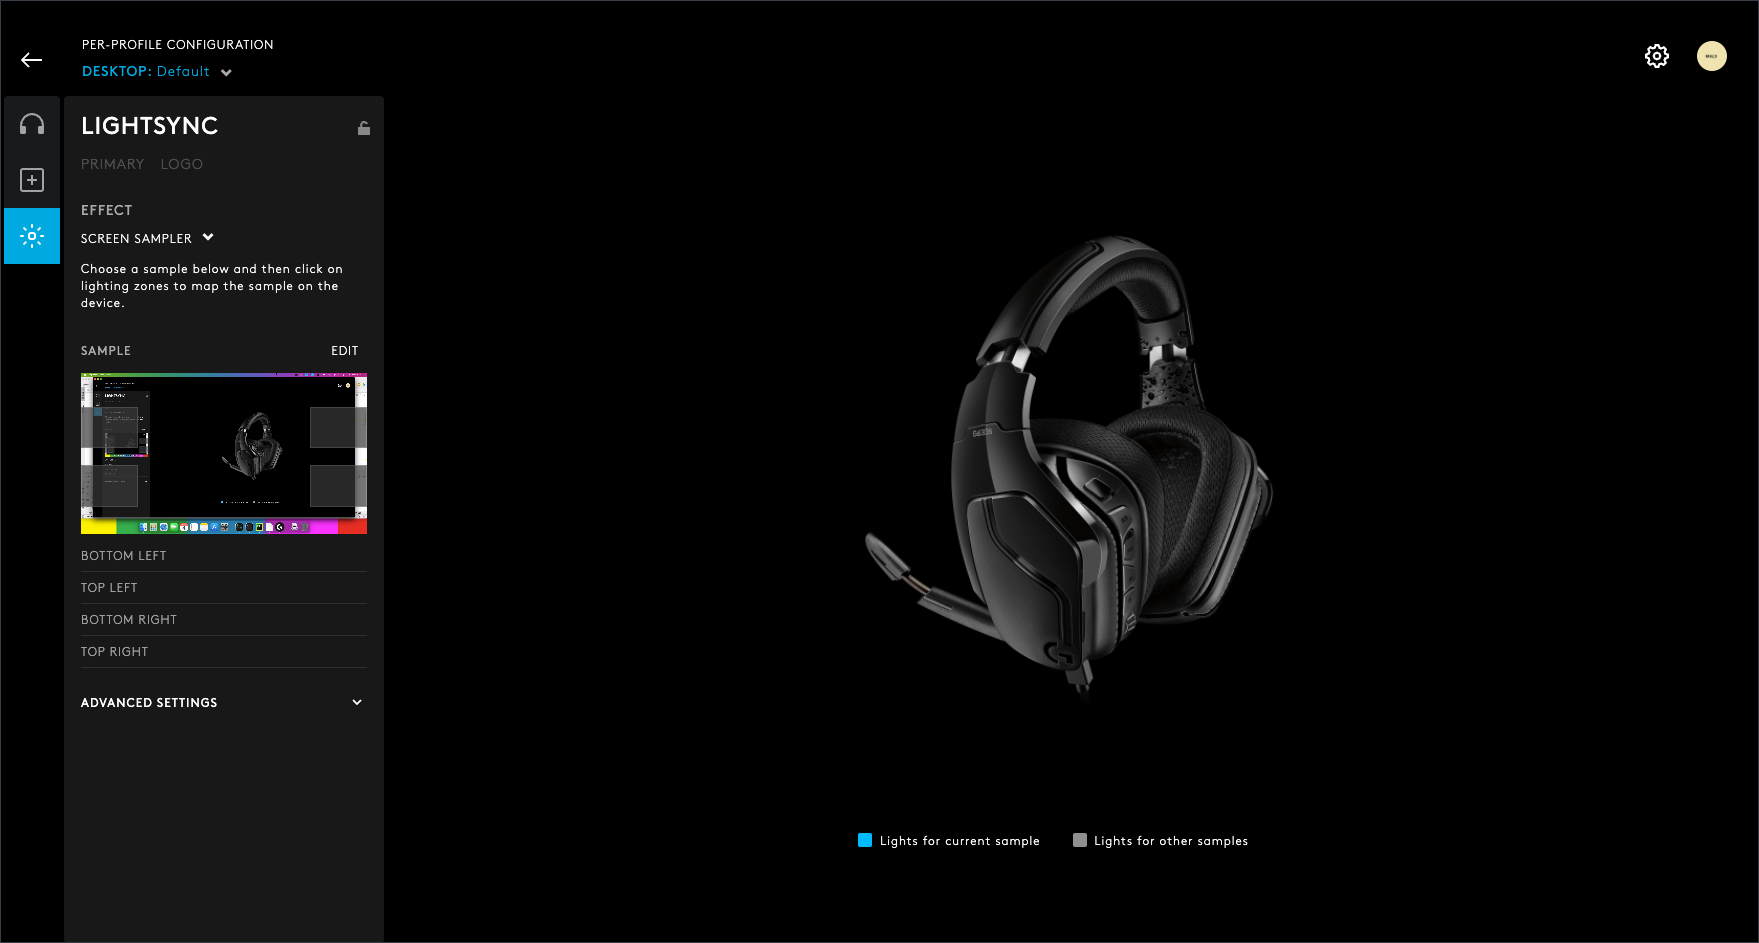 PER-PROFILE CONFIGURATION
DESKTOP: Default
LIGHTSYNC
PRIMARY LOGO
EFFECT
SCREEN SAMPLER
Choose a sample below and then click on
lighting zones to map the sample on the
device.
SAMPLE EDIT
LIGHTSYNC
BOTTOM LEFT
TOP LEFT
BOTTOM RIGHT
TOP RIGHT
ADVANCED SETTINGS
Lights for current sample
Lights for other samples